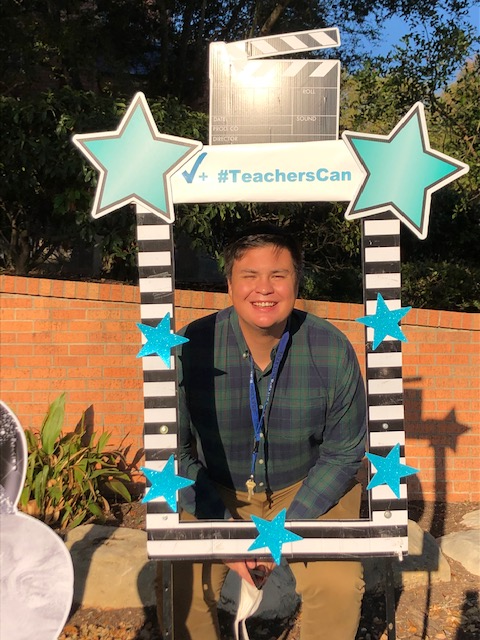 ROLL
DATE
PROD.CO. SOUND
DIRECTOR
✓+ #TeachersCan